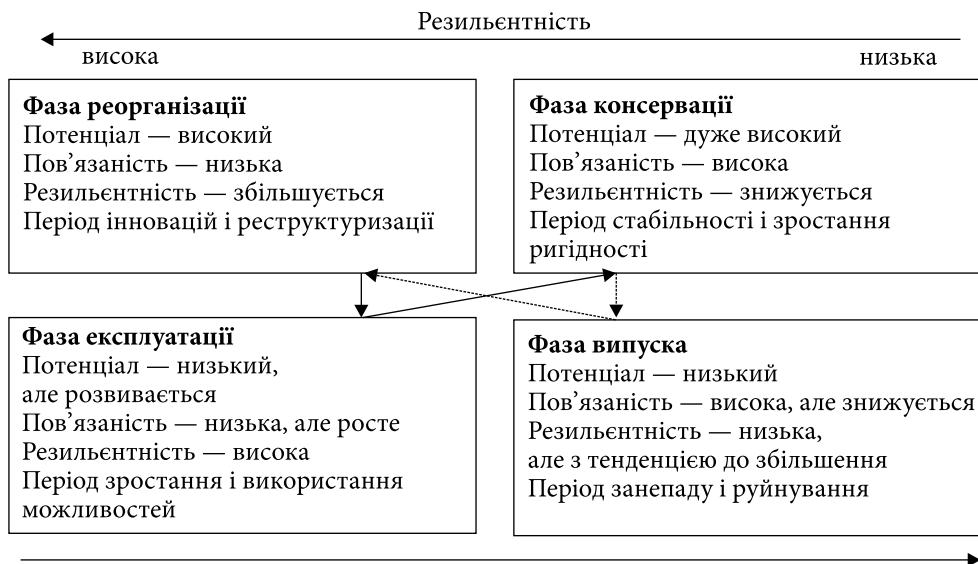 Резильєнтність
висока
низька
Фаза реорганізації
Потенціал — високий
Пов’язаність — низька
Резильєнтність — збільшується
Період інновацій і реструктуризації
Фаза консервації
Потенціал — дуже високий
Пов’язаність — висока
Резильєнтність — знижується
Період стабільності і зростання
ригідності
Фаза експлуатації
Потенціал — низький,
але розвивається
Пов’язаність — низька, але росте
Резильєнтність — висока
Період зростання і використання
можливостей
Фаза випуска
Потенціал — низький
Пов’язаність — висока, але знижується
Резильєнтність — низька,
але з тенденцією до збільшення
Період занепаду і руйнування